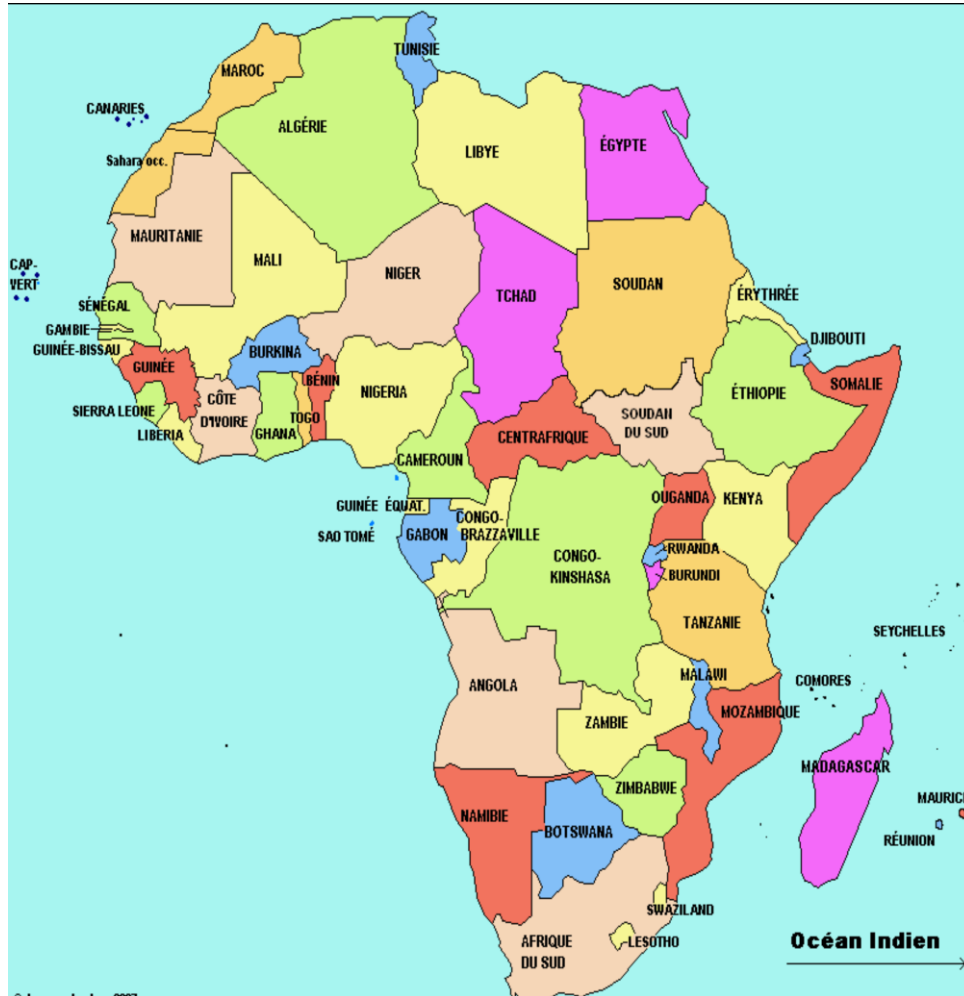 TUNISIE
MAROC
CANARIES
ALGÉRIE
LIBYE
ÉGYPTE
Sahara occ.
MAURITANIE
MALI
NIGER
TCHAD
SOUDAN
CAP-
VERT
ÉRYTHRÉE
SÉNÉGAL
GAMBIE
DJIBOUTI
GUINÉE-BISSAU
BURKINA
GUINÉE
BÉNIN
SOMALIE
NIGERIA
ÉTHIOPIE
CÔTE
D'IVOIRE
SIERRA LEONE
GHANA
TOGO
SOUDAN
DU SUD
LIBÉRIA
CENTRAFRIQUE
CAMEROUN
OUGANDA
KENYA
GUINÉE ÉQUAT.
CONGO-
BRAZZAVILLE
SAO TOMÉ
GABON
RWANDA
CONGO-
KINSHASA
BURUNDI
TANZANIE
SEYCHELLES
MALAWI
COMORES
ANGOLA
MOZAMBIQUE
ZAMBIE
MADAGASCAR
ZIMBABWE
MAURICE
NAMIBIE
BOTSWANA
RÉUNION
SWAZILAND
AFRIQUE
DU SUD
LESOTHO
Océan Indien